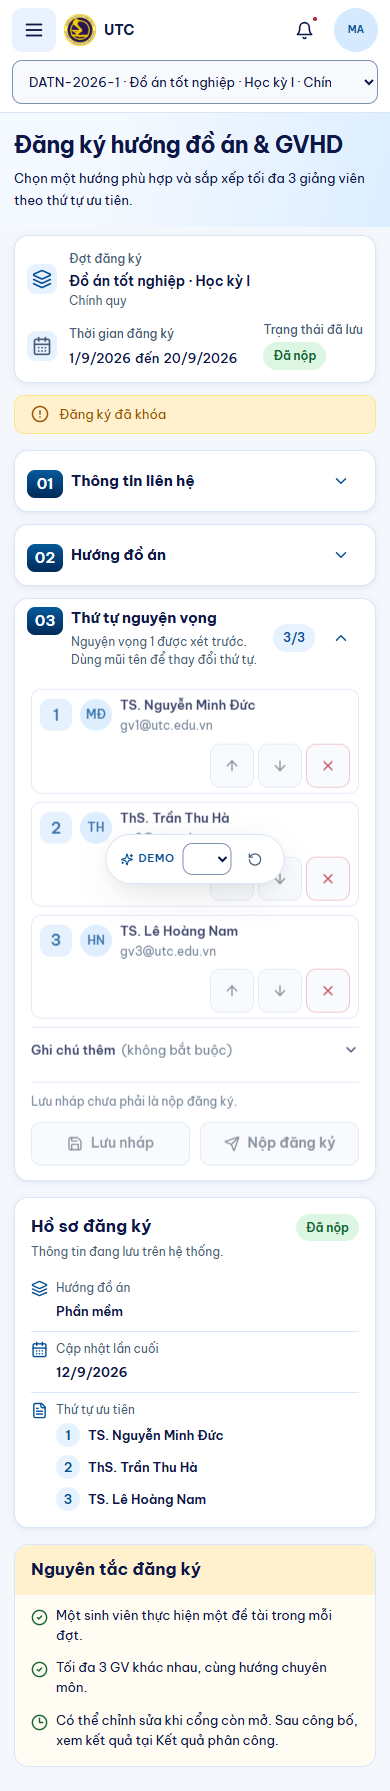 UTC
MA
DATN-2026-1 · Đồ án tốt nghiệp · Học kỳ I · Chín
Đăng ký hướng đồ án & GVHD
Chọn một hướng phù hợp và sắp xếp tối đa 3 giảng viên
theo thứ tự ưu tiên.
Đợt đăng ký
Đồ án tốt nghiệp · Học kỳ I
Chính quy
Thời gian đăng ký
1/9/2026 đến 20/9/2026
Trạng thái đã lưu
Đã nộp
Đăng ký đã khóa
01 Thông tin liên hệ
02 Hướng đồ án
03 Thứ tự nguyện vọng
Nguyện vọng 1 được xét trước.
Dùng mũi tên để thay đổi thứ tự.
3/3
1 MĐ TS. Nguyễn Minh Đức
gv1@utc.edu.vn
2 TH ThS. Trần Thu Hà
DEMO
3 HN TS. Lê Hoàng Nam
gv3@utc.edu.vn
Ghi chú thêm (không bắt buộc)
Lưu nháp chưa phải là nộp đăng ký.
Lưu nháp
Nộp đăng ký
Hồ sơ đăng ký
Đã nộp
Thông tin đang lưu trên hệ thống.
Hướng đồ án
Phần mềm
Cập nhật lần cuối
12/9/2026
Thứ tự ưu tiên
1 TS. Nguyễn Minh Đức
2 ThS. Trần Thu Hà
3 TS. Lê Hoàng Nam
Nguyên tắc đăng ký
Một sinh viên thực hiện một đề tài trong mỗi
đợt.
Tối đa 3 GV khác nhau, cùng hướng chuyên
môn.
Có thể chỉnh sửa khi cổng còn mở. Sau công bố,
xem kết quả tại Kết quả phân công.